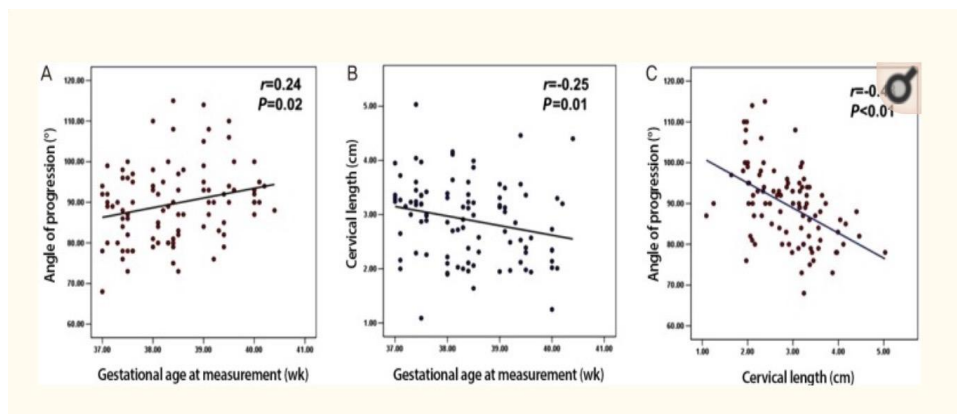 A
r=0.24
P=0.02
120.00
110.00
100.00
90.00
80.00
70.00
60.00
Angle of progression (°)
37.00 38.00 39.00 40.00 41.00
Gestational age at measurement (wk)
B
r=-0.25
P=0.01
5.00
4.00
3.00
2.00
1.00
Cervical length (cm)
37.00 38.00 39.00 40.00 41.00
Gestational age at measurement (wk)
C
P<0.01
120.00
110.00
100.00
90.00
80.00
70.00
60.00
Angle of progression (°)
1.00 2.00 3.00 4.00 5.00
Cervical length (cm)